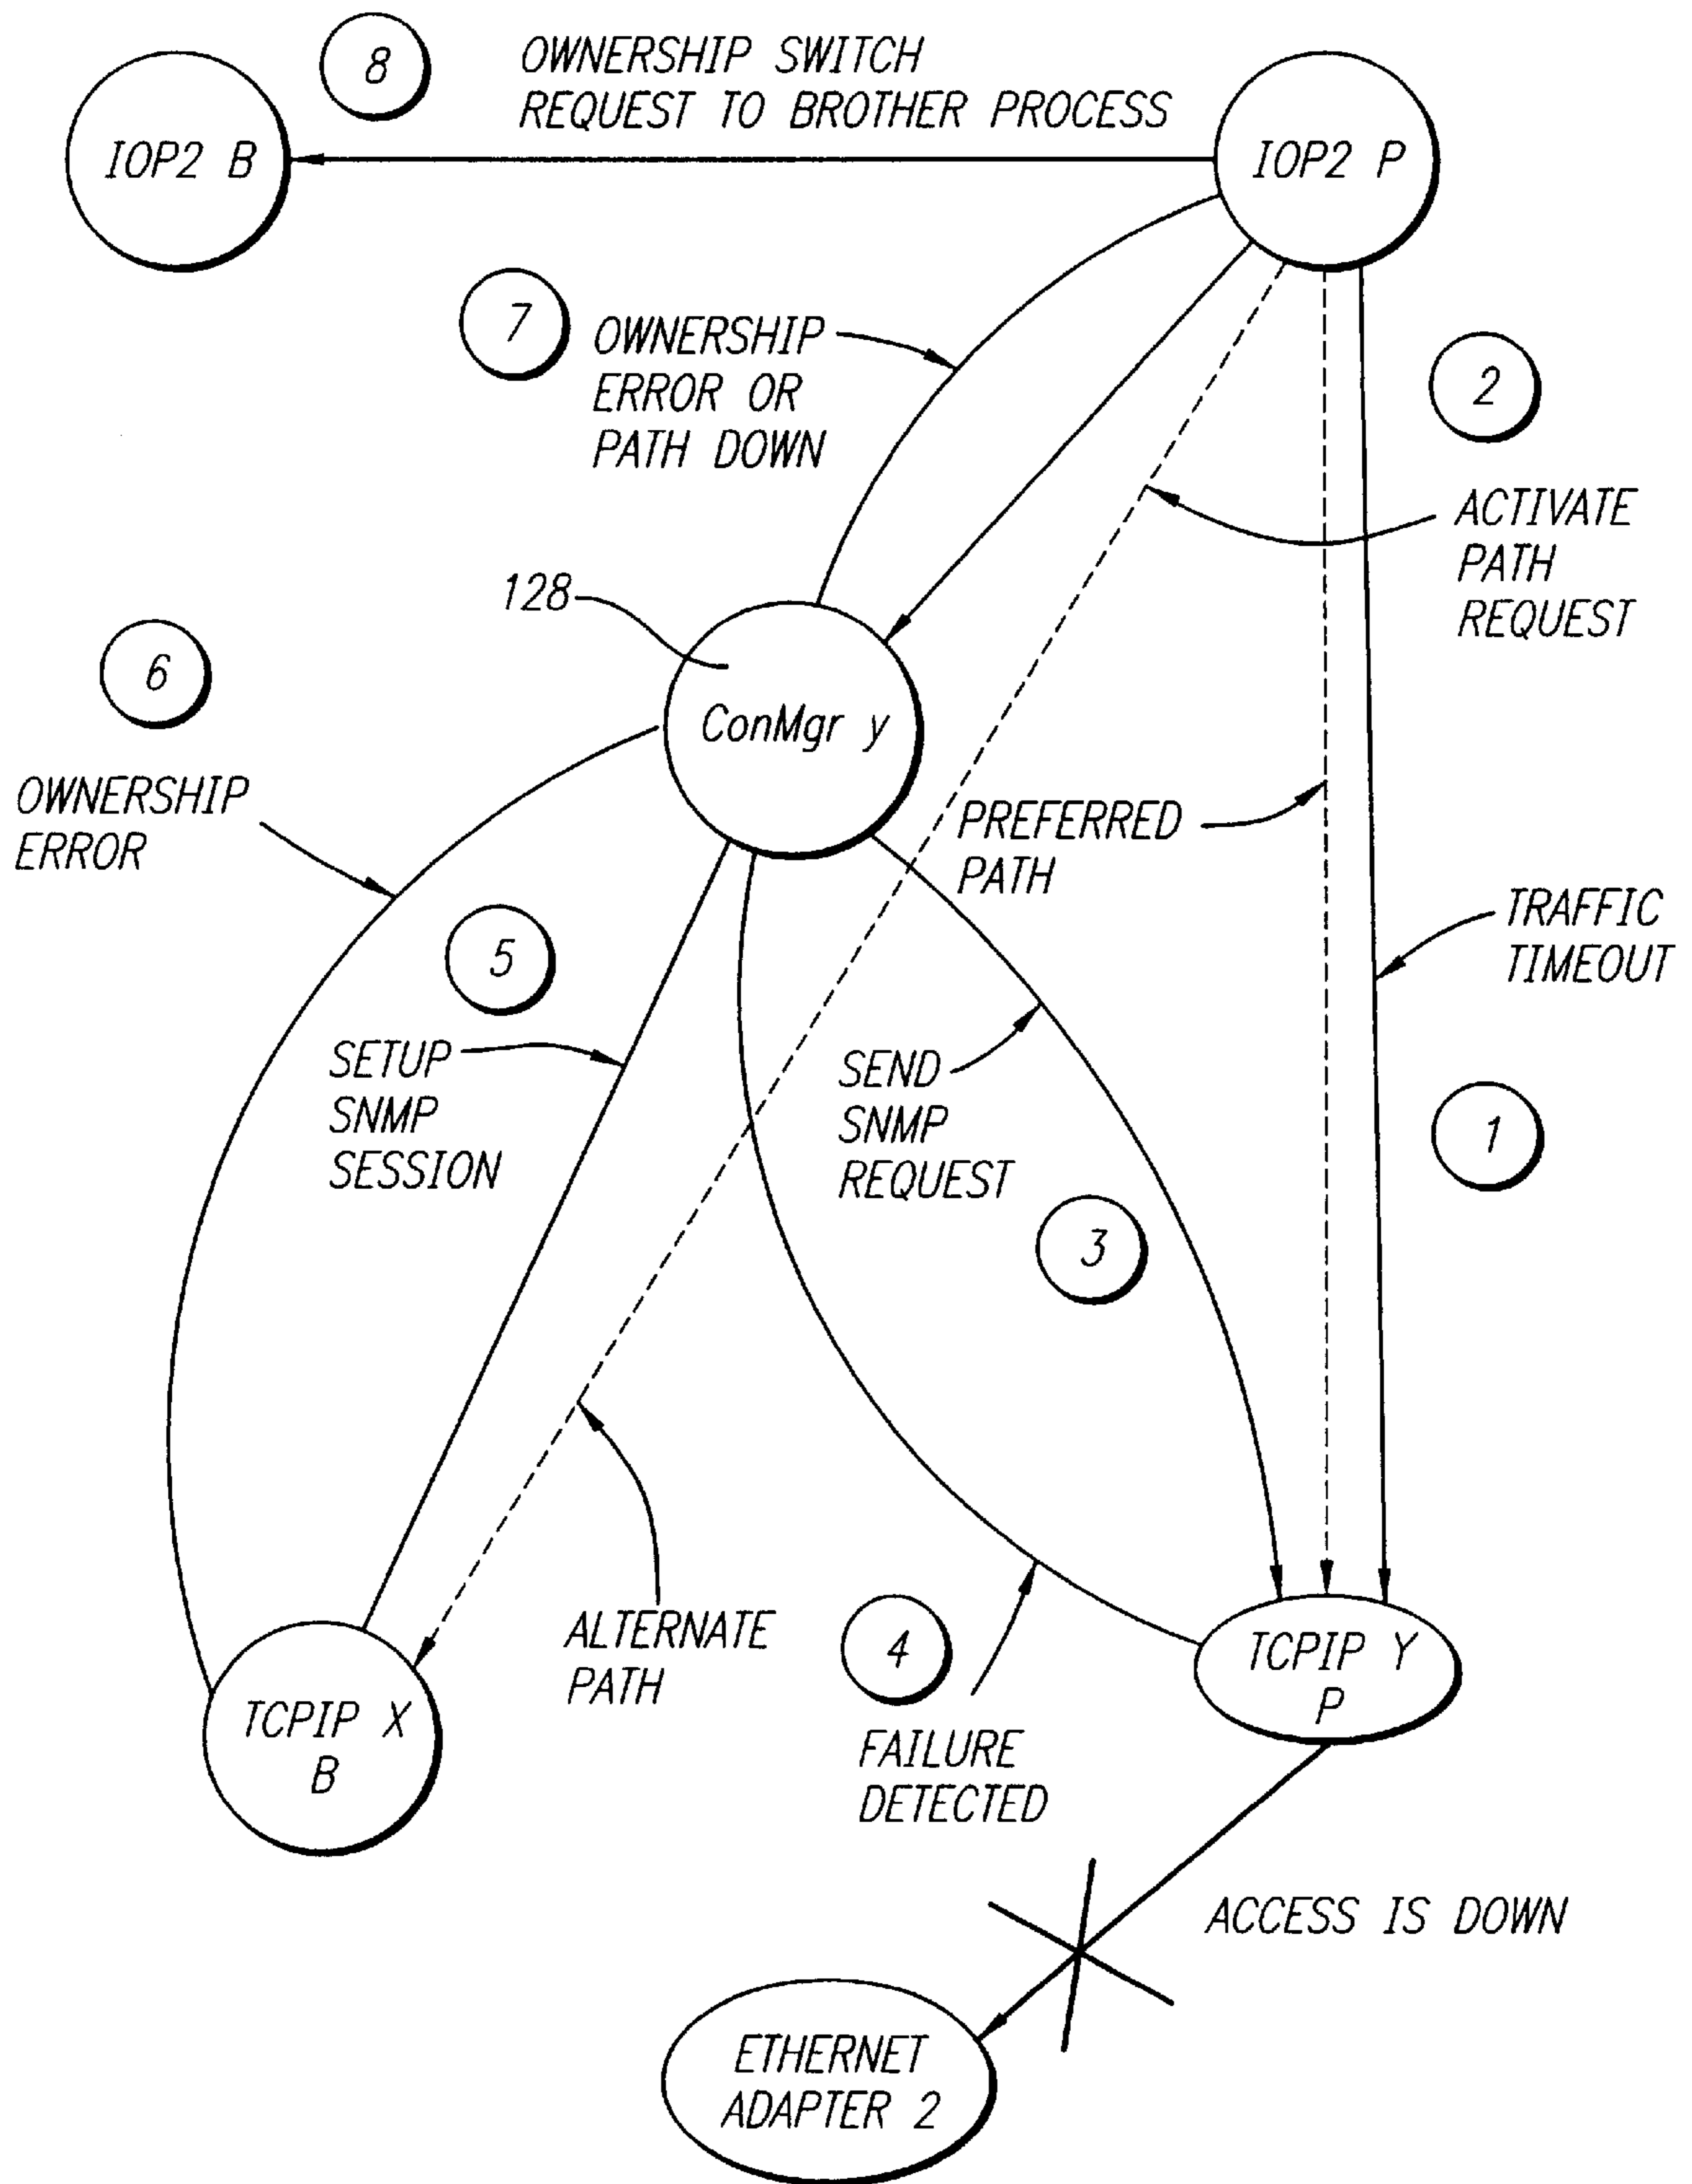 8
OWNERSHIP SWITCH
REQUEST TO BROTHER PROCESS
IOP2 B
IOP2 P
7
OWNERSHIP
ERROR OR
PATH DOWN
2
ACTIVATE
PATH
REQUEST
128
6
ConMgr y
OWNERSHIP
ERROR
PREFERRED
PATH
TRAFFIC
TIMEOUT
5
SETUP
SNMP
SESSION
SEND
SNMP
REQUEST
1
3
ALTERNATE
PATH
4
TCPIP Y
P
TCPIP X
B
FAILURE
DETECTED
ACCESS IS DOWN
ETHERNET
ADAPTER 2